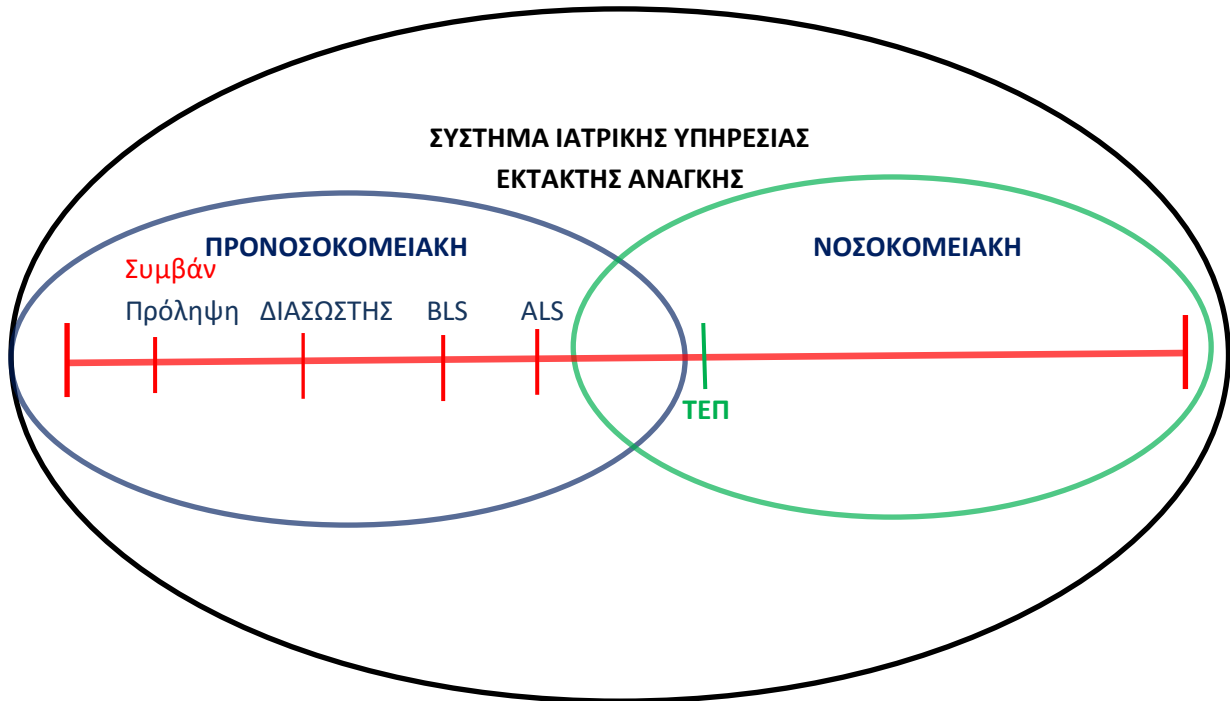 ΣΥΣΤΗΜΑ ΙΑΤΡΙΚΗΣ ΥΠΗΡΕΣΙΑΣ
ΕΚΤΑΚΤΗΣ ΑΝΑΓΚΗΣ
ΠΡΟΝΟΣΟΚΟΜΕΙΑΚΗ
ΝΟΣΟΚΟΜΕΙΑΚΗ
Συμβάν
Πρόληψη ΔΙΑΣΩΣΤΗΣ BLS ALS
ΤΕΠ